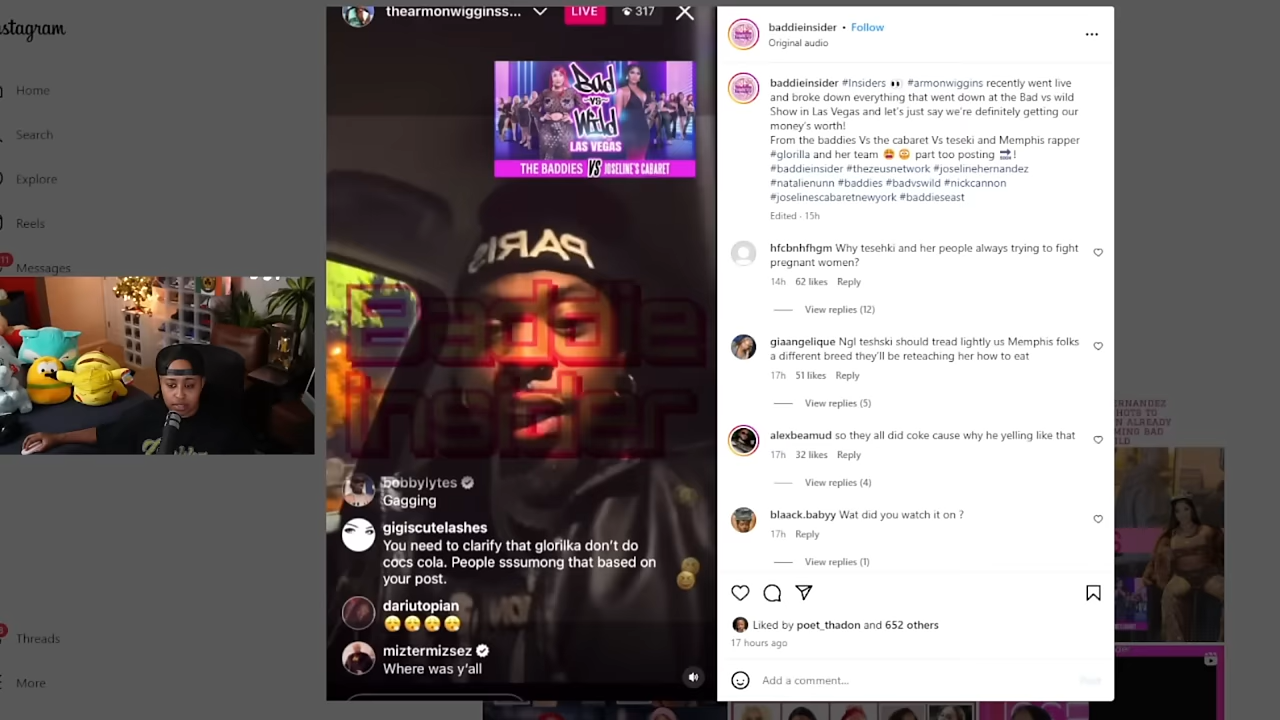 stagram
Home
Search
Explore
Reels
11
Messages
Threads
More
thearmonwigginss...
LIVE
317
Bad
-vs-
Wild
LAS VEGAS
THE BADDIES VS JOSELINE'S CABARET
PARIS
Baddie
insider
bobbylytes
Gagging
gigiscutelashes
You need to clarify that glorilka don't do
cocs cola. People sssumong that based on
your post.
dariutopian
miztermizsez
Where was y'all
baddieinsider • Follow
Original audio
baddieinsider #Insiders 👀 #armonwiggins recently went live
and broke down everything that went down at the Bad vs wild
Show in Las Vegas and let's just say we're definitely getting our
money's worth!
From the baddies Vs the cabaret Vs teseki and Memphis rapper
#glorilla and her team part too posting 🔜!
#baddieinsider #thezeusnetwork #joselinehernandez
#natalienunn #baddies #badvswild #nickcannon
#joselinescabaretnewyork #baddieseast
Edited · 15h
hfcbnhfhgm Why tesehki and her people always trying to fight
pregnant women?
14h 62 likes Reply
View replies (12)
giaangelique Ngl teshski should tread lightly us Memphis folks
a different breed they'll be reteaching her how to eat
17h 51 likes Reply
View replies (5)
alexbeamud so they all did coke cause why he yelling like that
17h 32 likes Reply
View replies (4)
blaack.babyy Wat did you watch it on ?
17h Reply
View replies (1)
Liked by poet_thadon and 652 others
17 hours ago
Add a comment...
Post
ERNANDEZ
HOTS TO
N ALREADY
MING BAD
ILD